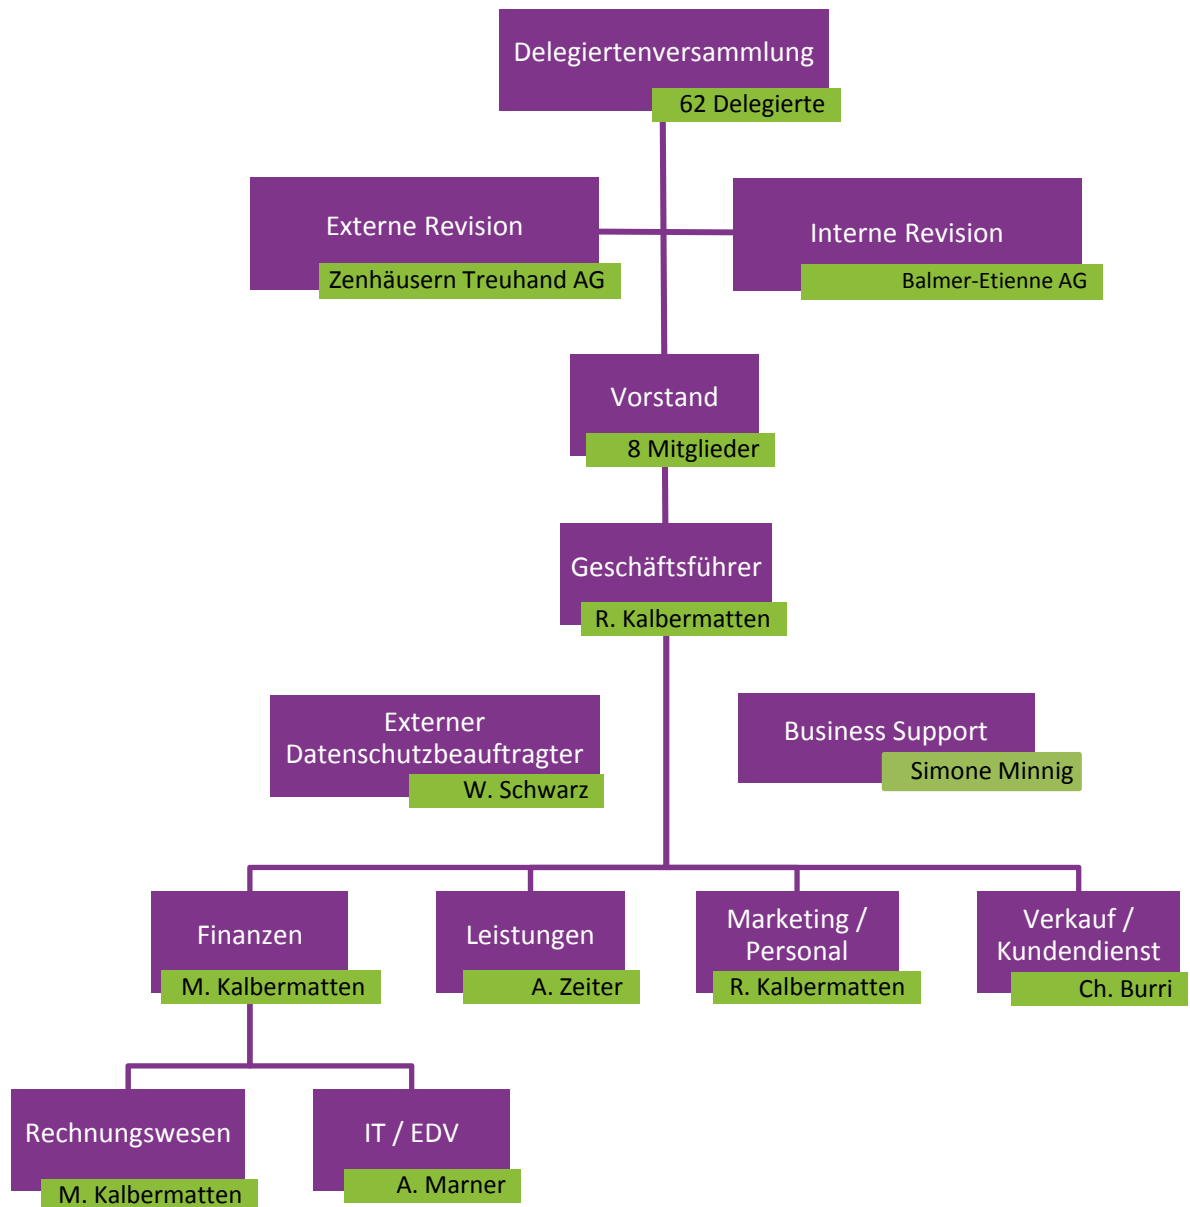 Delegiertenversammlung
62 Delegierte
Externe Revision
Zenhäusern Treuhand AG
Interne Revision
Balmer-Etienne AG
Vorstand
8 Mitglieder
Geschäftsführer
R. Kalbermatten
Externer
Datenschutzbeauftragter
W. Schwarz
Business Support
Simone Minnig
Finanzen
M. Kalbermatten
Leistungen
A. Zeiter
Marketing /
Personal
R. Kalbermatten
Verkauf /
Kundendienst
Ch. Burri
Rechnungswesen
M. Kalbermatten
IT / EDV
A. Marner